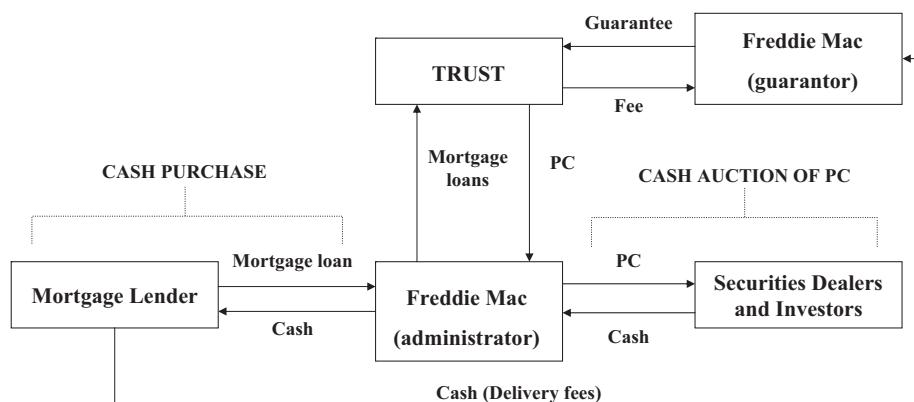 Guarantee
Freddie Mac
(guarantor)
TRUST
Fee
Mortgage
loans
PC
CASH PURCHASE
CASH AUCTION OF PC
Mortgage loan
PC
Mortgage Lender
Freddie Mac
(administrator)
Securities Dealers
and Investors
Cash
Cash
Cash (Delivery fees)